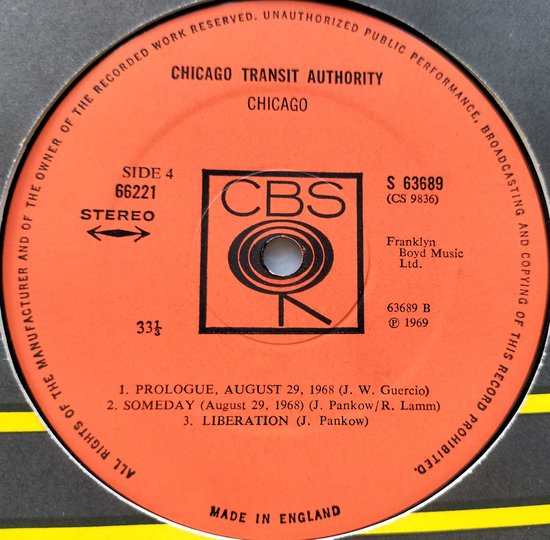 ALL RIGHTS OF THE MANUFACTURER AND OF THE OWNER OF THE RECORDED WORK RESERVED. UNAUTHORIZED PUBLIC PERFORMANCE, BROADCASTING AND COPYING OF THIS RECORD PROHIBITED.
CHICAGO TRANSIT AUTHORITY
CHICAGO
SIDE 4
66221
STEREO
CBS
S 63689
(CS 9836)
Franklyn
Boyd Music
Ltd.
33⅓
63689 B
℗ 1969
1. PROLOGUE, AUGUST 29, 1968 (J. W. Guercio)
2. SOMEDAY (August 29, 1968) (J. Pankow/R. Lamm)
3. LIBERATION (J. Pankow)
MADE IN ENGLAND